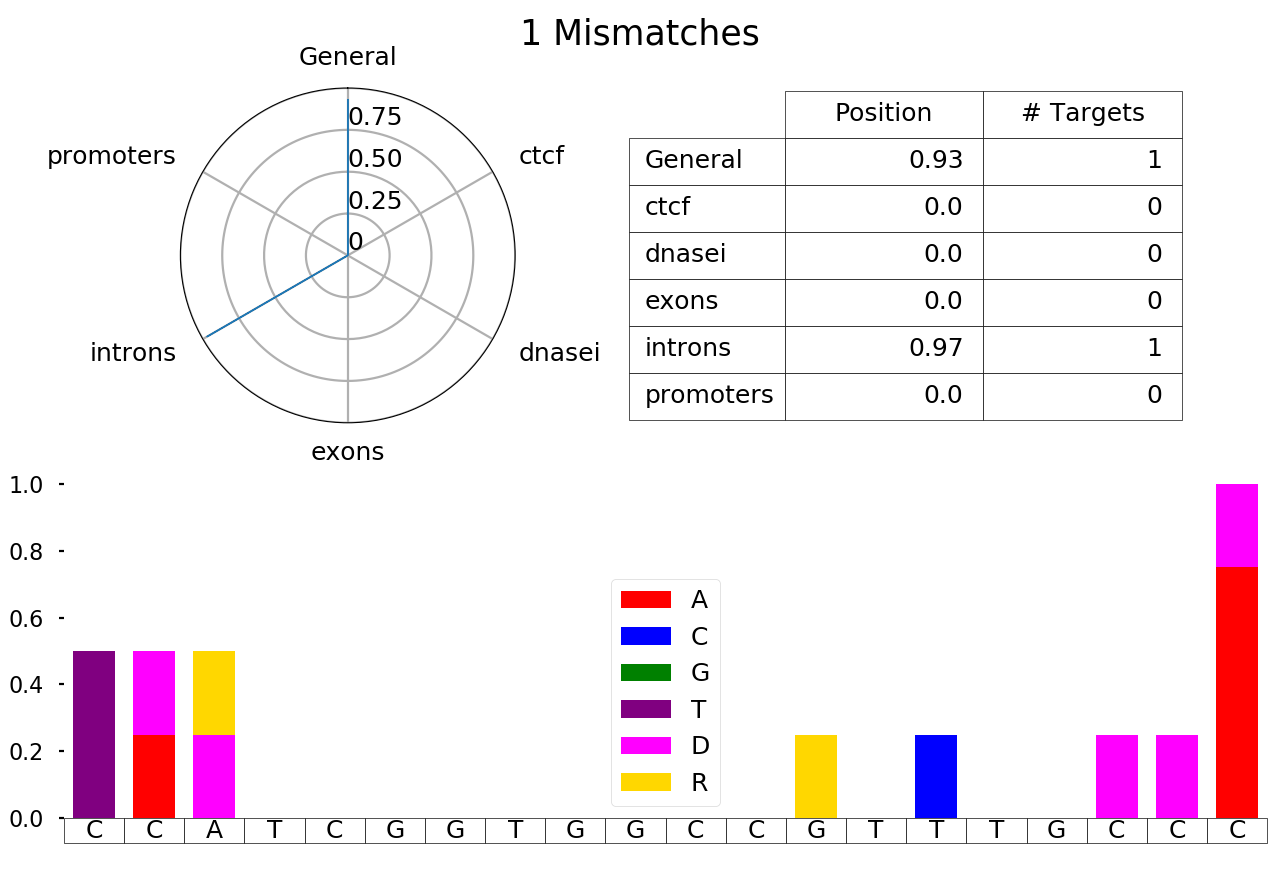 1 Mismatches
General
0.75
0.50
0.25
0
promoters
ctcf
introns
dnasei
exons
Position # Targets
General 0.93 1
ctcf 0.0 0
dnasei 0.0 0
exons 0.0 0
introns 0.97 1
promoters 0.0 0
1.0
0.8
0.6
0.4
0.2
0.0
A
C
G
T
D
R
C C A T C G G T G G C C G T T T G C C C